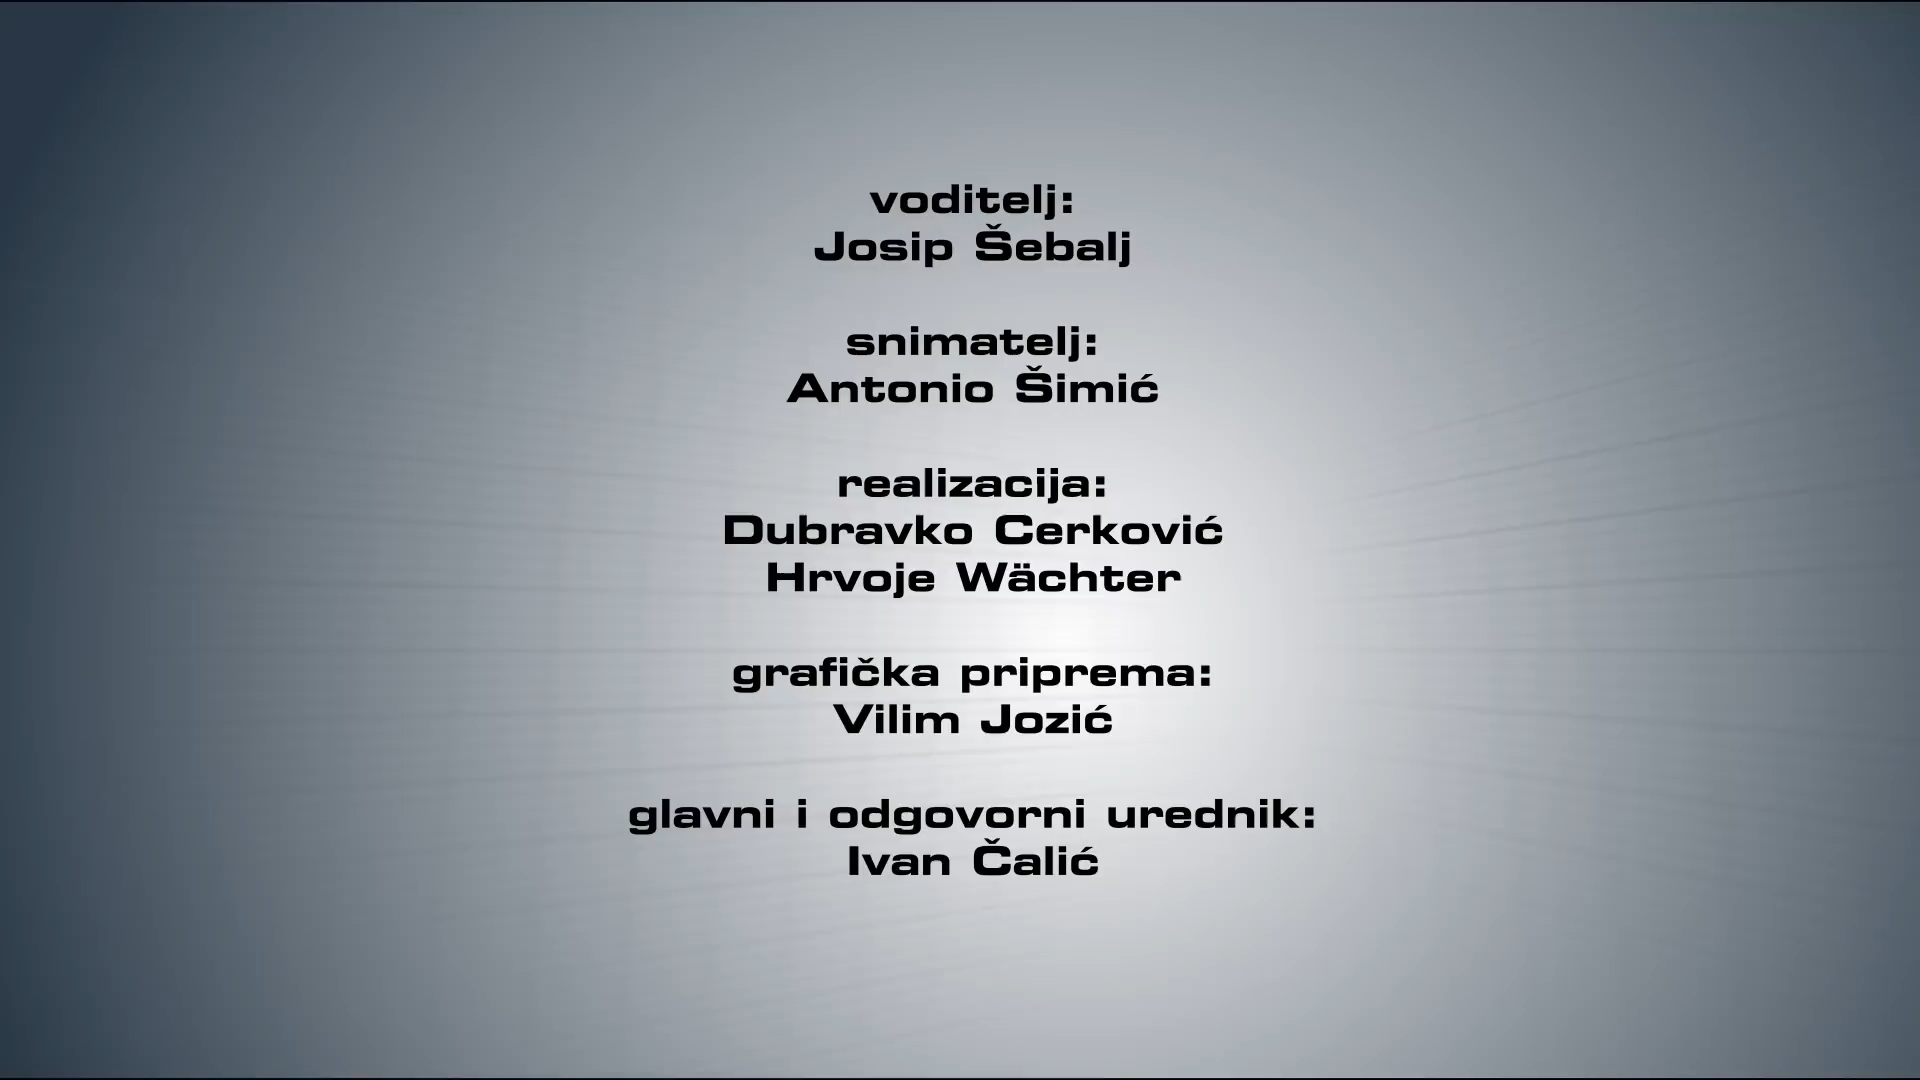 voditelj:
Josip Šebalj
snimatelj:
Antonio Šimić
realizacija:
Dubravko Cerković
Hrvoje Wächter
grafička priprema:
Vilim Jozić
glavni i odgovorni urednik:
Ivan Čalić